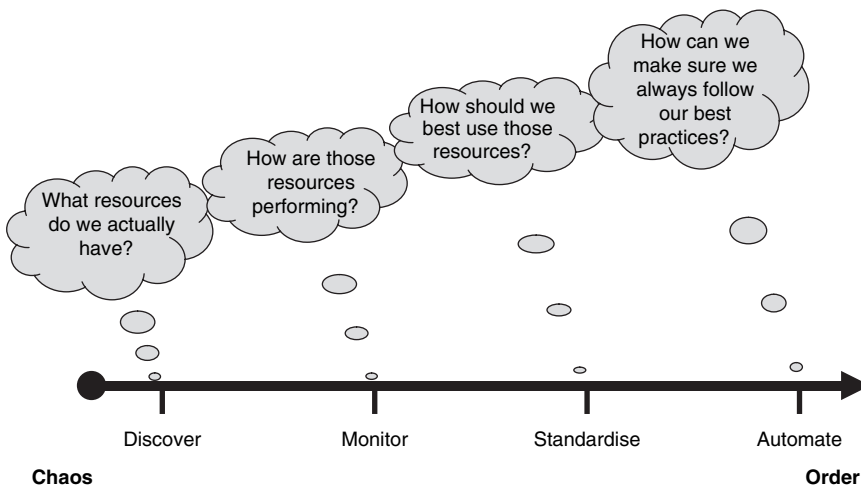 What resources
do we actually
have?
How are those
resources
performing?
How should we
best use those
resources?
How can we
make sure we
always follow
our best
practices?
Discover
Monitor
Standardise
Automate
Chaos
Order